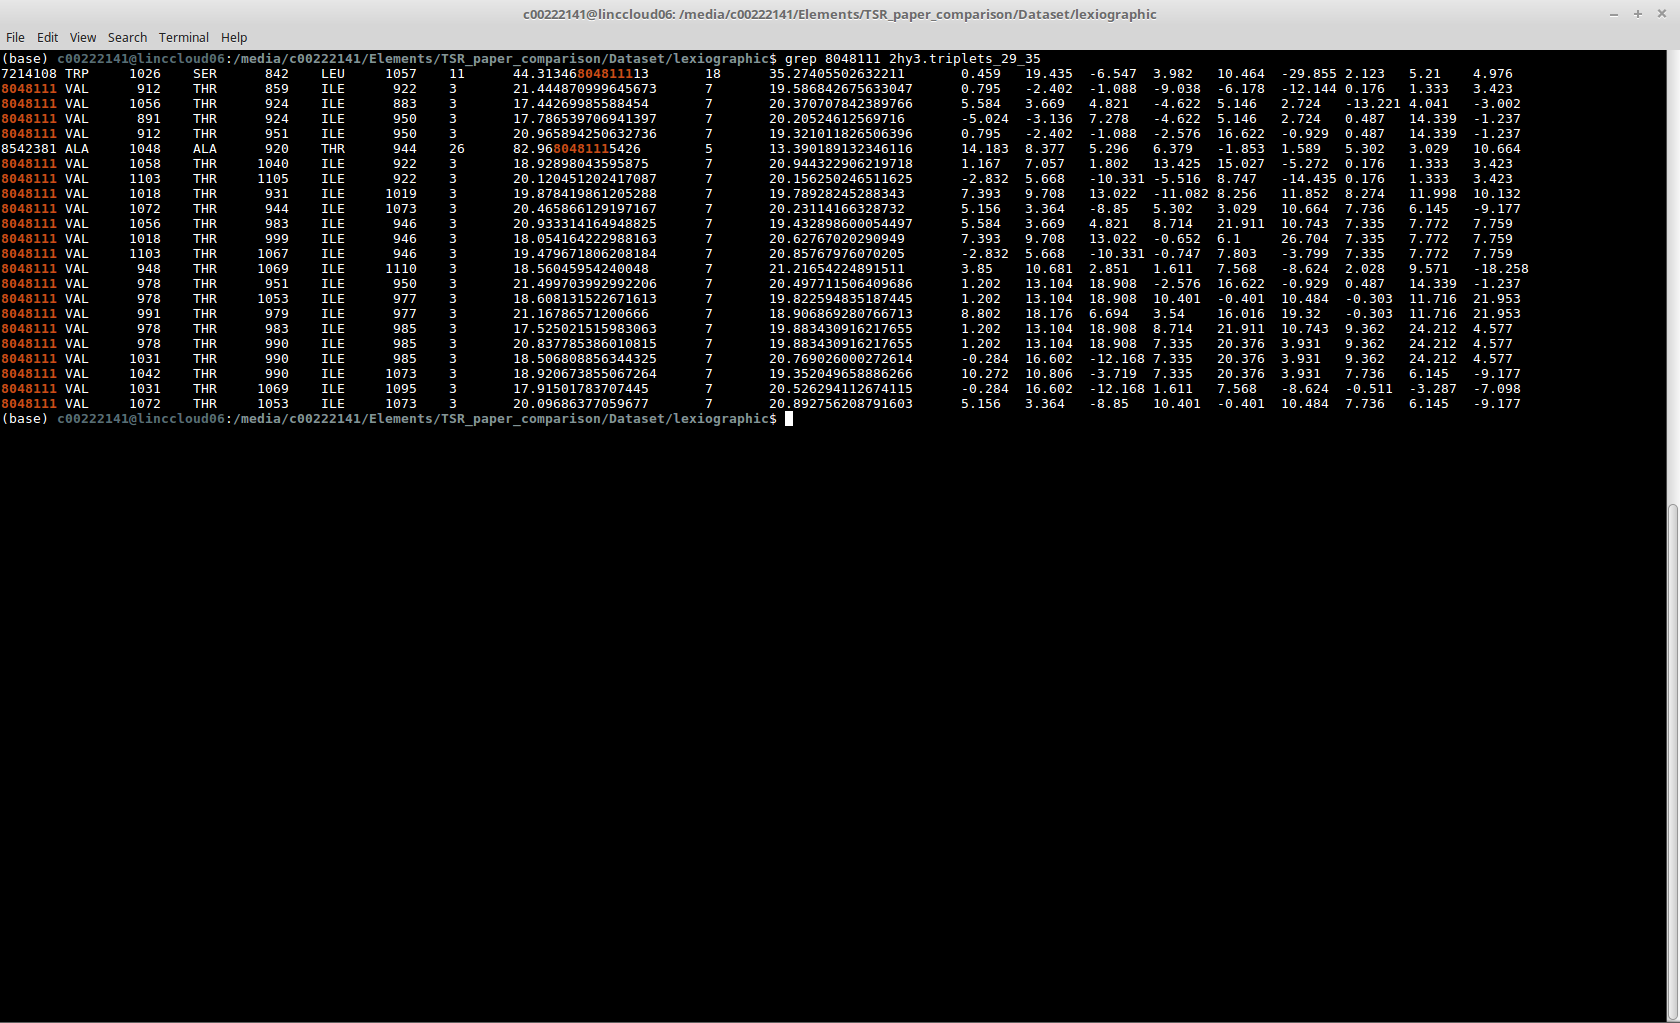 c00222141@linccloud06: /media/c00222141/Elements/TSR_paper_comparison/Dataset/lexiographic
File Edit View Search Terminal Help
(base) c00222141@linccloud06:/media/c00222141/Elements/TSR_paper_comparison/Dataset/lexiographic$ grep 8048111 2hy3.triplets_29_35
7214108 TRP 1026 SER 842 LEU 1057 11 44.31346804811113 18 35.27405502632211 0.459 19.435 -6.547 3.982 10.464 -29.855 2.123 5.21 4.976
8048111 VAL 912 THR 859 ILE 922 3 21.444870999645673 7 19.586842675633047 0.795 -2.402 -1.088 -9.038 -6.178 -12.144 0.176 1.333 3.423
8048111 VAL 1056 THR 924 ILE 883 3 17.44269985588454 7 20.370707842389766 5.584 3.669 4.821 -4.622 5.146 2.724 -13.221 4.041 -3.002
8048111 VAL 891 THR 924 ILE 950 3 17.786539706941397 7 20.20524612569716 -5.024 -3.136 7.278 -4.622 5.146 2.724 0.487 14.339 -1.237
8048111 VAL 912 THR 951 ILE 950 3 20.965894250632736 7 19.321011826506396 0.795 -2.402 -1.088 -2.576 16.622 -0.929 0.487 14.339 -1.237
8542381 ALA 1048 ALA 920 THR 944 26 82.9680481115426 5 13.390189132346116 14.183 8.377 5.296 6.379 -1.853 1.589 5.302 3.029 10.664
8048111 VAL 1058 THR 1040 ILE 922 3 18.92898043595875 7 20.944322906219718 1.167 7.057 1.802 13.425 15.027 -5.272 0.176 1.333 3.423
8048111 VAL 1103 THR 1105 ILE 922 3 20.120451202417087 7 20.156250246511625 -2.832 5.668 -10.331 -5.516 8.747 -14.435 0.176 1.333 3.423
8048111 VAL 1018 THR 931 ILE 1019 3 19.878419861205288 7 19.78928245288343 7.393 9.708 13.022 -11.082 8.256 11.852 8.274 11.998 10.132
8048111 VAL 1072 THR 944 ILE 1073 3 20.465866129197167 7 20.23114166328732 5.156 3.364 -8.85 5.302 3.029 10.664 7.736 6.145 -9.177
8048111 VAL 1056 THR 983 ILE 946 3 20.933314164948825 7 19.432898600054497 5.584 3.669 4.821 8.714 21.911 10.743 7.335 7.772 7.759
8048111 VAL 1018 THR 999 ILE 946 3 18.054164222988163 7 20.62767020290949 7.393 9.708 13.022 -0.652 6.1 26.704 7.335 7.772 7.759
8048111 VAL 1103 THR 1067 ILE 946 3 19.479671806208184 7 20.85767976070205 -2.832 5.668 -10.331 -0.747 7.803 -3.799 7.335 7.772 7.759
8048111 VAL 948 THR 1069 ILE 1110 3 18.56045954240048 7 21.21654224891511 3.85 10.681 2.851 1.611 7.568 -8.624 2.028 9.571 -18.258
8048111 VAL 978 THR 951 ILE 950 3 21.499703992992206 7 20.497711506409686 1.202 13.104 18.908 -2.576 16.622 -0.929 0.487 14.339 -1.237
8048111 VAL 978 THR 1053 ILE 977 3 18.608131522671613 7 19.822594835187445 1.202 13.104 18.908 10.401 -0.401 10.484 -0.303 11.716 21.953
8048111 VAL 991 THR 979 ILE 977 3 21.16786571200666 7 18.906869280766713 8.802 18.176 6.694 3.54 16.016 19.32 -0.303 11.716 21.953
8048111 VAL 978 THR 983 ILE 985 3 17.525021515983063 7 19.883430916217655 1.202 13.104 18.908 8.714 21.911 10.743 9.362 24.212 4.577
8048111 VAL 978 THR 990 ILE 985 3 20.837785386010815 7 19.883430916217655 1.202 13.104 18.908 7.335 20.376 3.931 9.362 24.212 4.577
8048111 VAL 1031 THR 990 ILE 985 3 18.506808856344325 7 20.769026000272614 -0.284 16.602 -12.168 7.335 20.376 3.931 9.362 24.212 4.577
8048111 VAL 1042 THR 990 ILE 1073 3 18.920673855067264 7 19.352049658886266 10.272 10.806 -3.719 7.335 20.376 3.931 7.736 6.145 -9.177
8048111 VAL 1031 THR 1069 ILE 1095 3 17.91501783707445 7 20.526294112674115 -0.284 16.602 -12.168 1.611 7.568 -8.624 -0.511 -3.287 -7.098
8048111 VAL 1072 THR 1053 ILE 1073 3 20.09686377059677 7 20.892756208791603 5.156 3.364 -8.85 10.401 -0.401 10.484 7.736 6.145 -9.177
(base) c00222141@linccloud06:/media/c00222141/Elements/TSR_paper_comparison/Dataset/lexiographic$